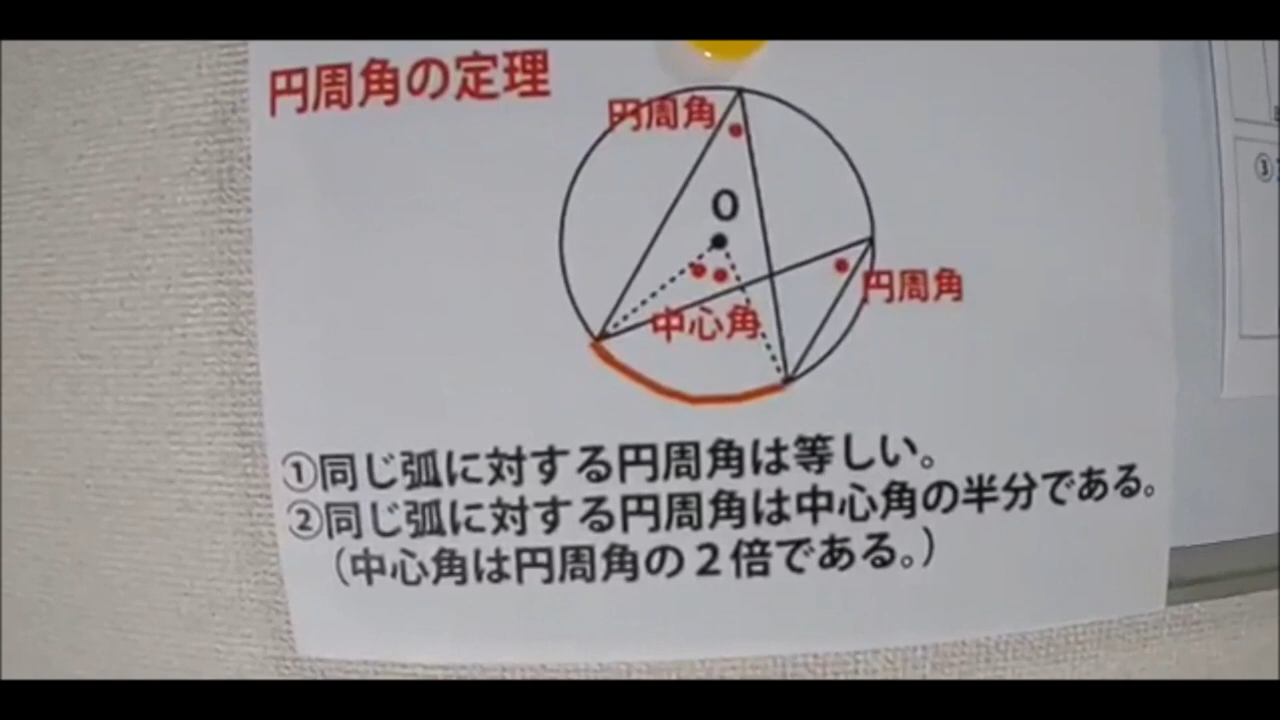 円周角の定理
円周角
O
円周角
中心角
①同じ弧に対する円周角は等しい。
②同じ弧に対する円周角は中心角の半分である。
（中心角は円周角の２倍である。）
③